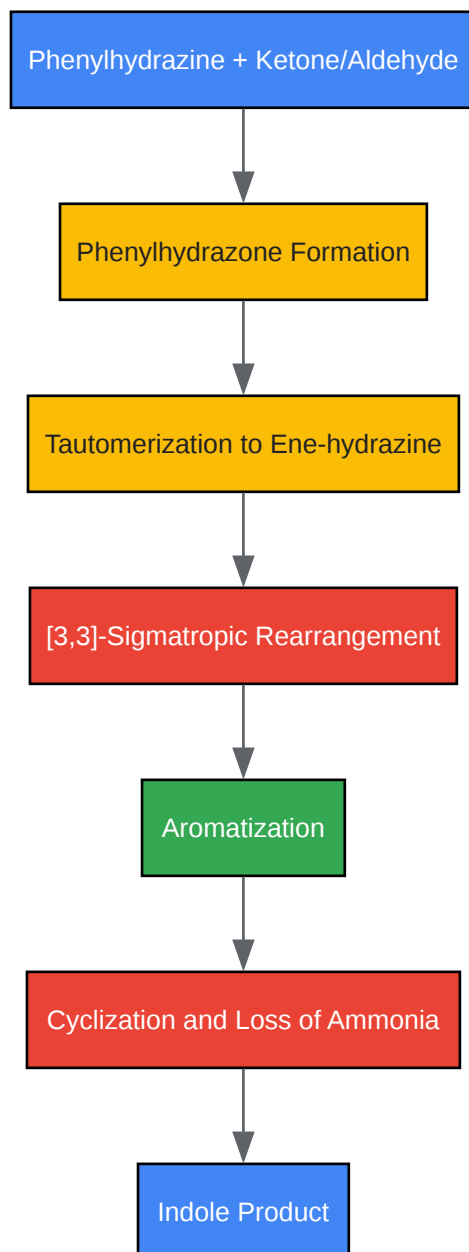 Phenylhydrazine + Ketone/Aldehyde
Phenylhydrazone Formation
Tautomerization to Ene-hydrazine
[3,3]-Sigmatropic Rearrangement
Aromatization
Cyclization and Loss of Ammonia
Indole Product